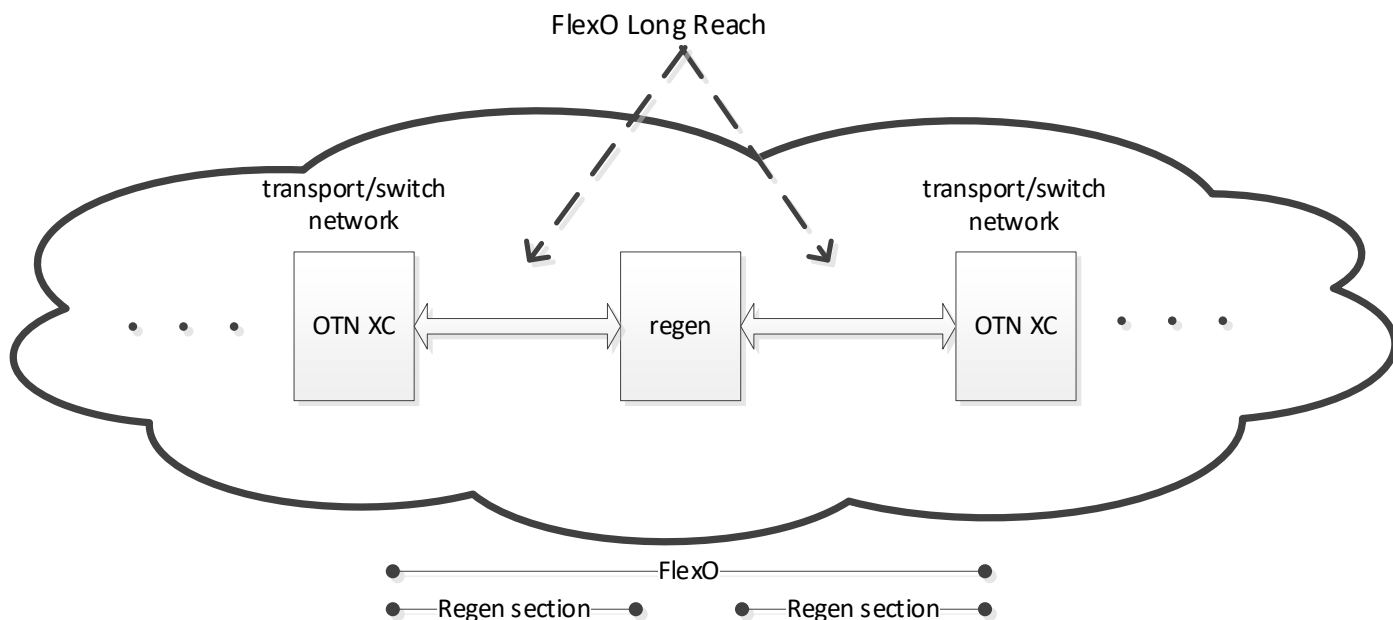 FlexO Long Reach
transport/switch
network
transport/switch
network
OTN XC
regen
OTN XC
FlexO
Regen section
Regen section